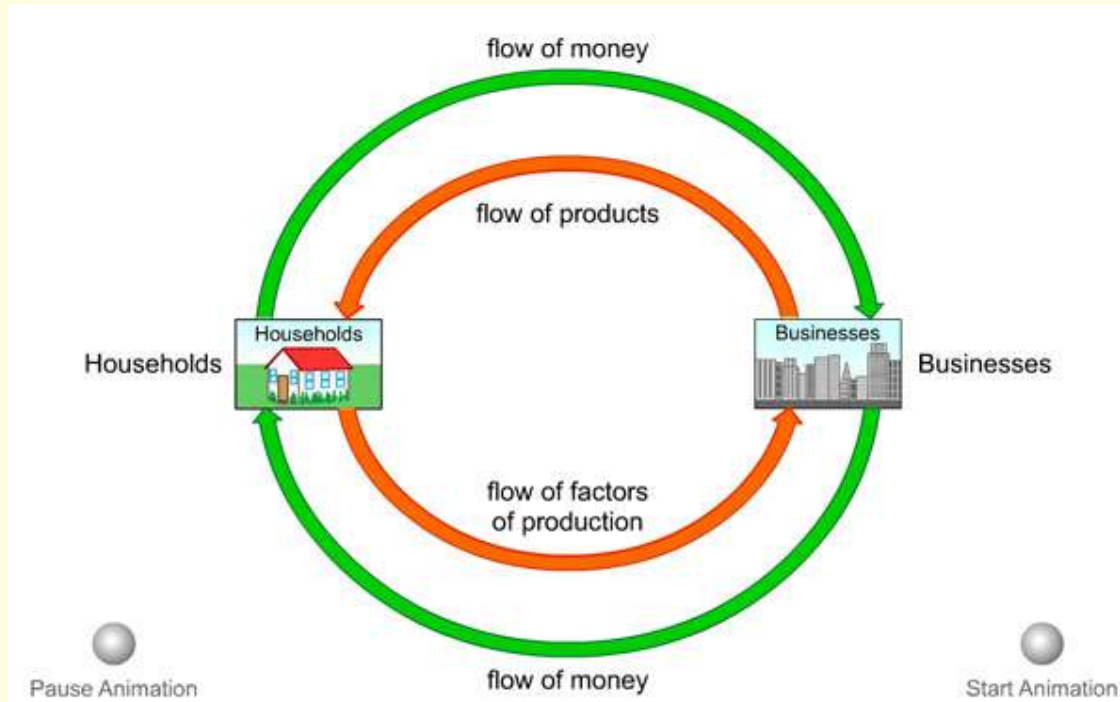 flow of money
flow of products
Households
Businesses
Households
Businesses
flow of factors
of production
flow of money
Pause Animation
Start Animation